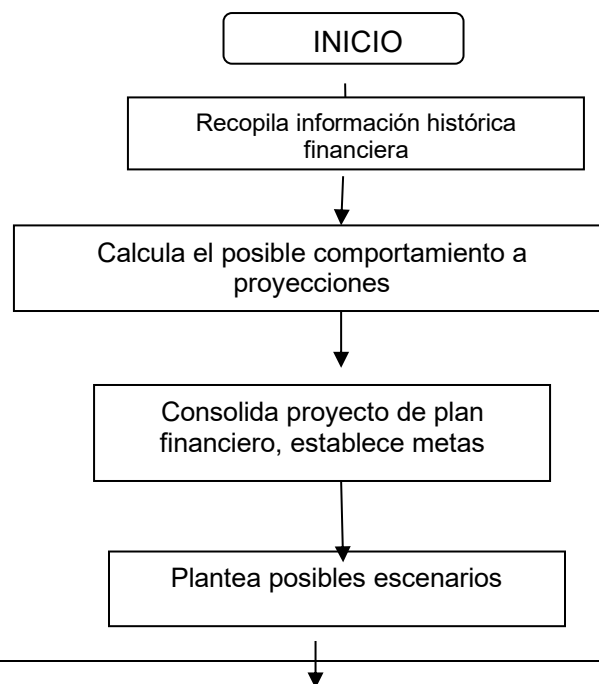 INICIO
Recopila información histórica
financiera
Calcula el posible comportamiento a
proyecciones
Consolida proyecto de plan
financiero, establece metas
Plantea posibles escenarios